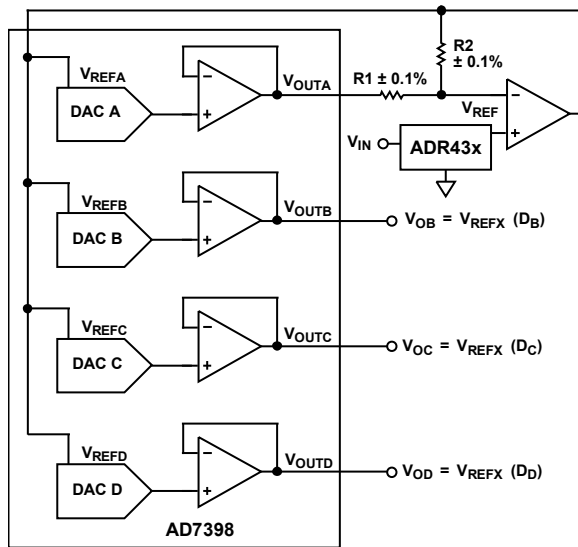 V_REFA
DAC A
V_OUTA
R1 ± 0.1%
R2
± 0.1%
V_REF
V_IN
ADR43x
−
+
−
+
V_REFB
DAC B
−
+
V_OUTB
V_OB = V_REFX (D_B)
V_REFC
DAC C
−
+
V_OUTC
V_OC = V_REFX (D_C)
V_REFD
DAC D
−
+
V_OUTD
V_OD = V_REFX (D_D)
AD7398